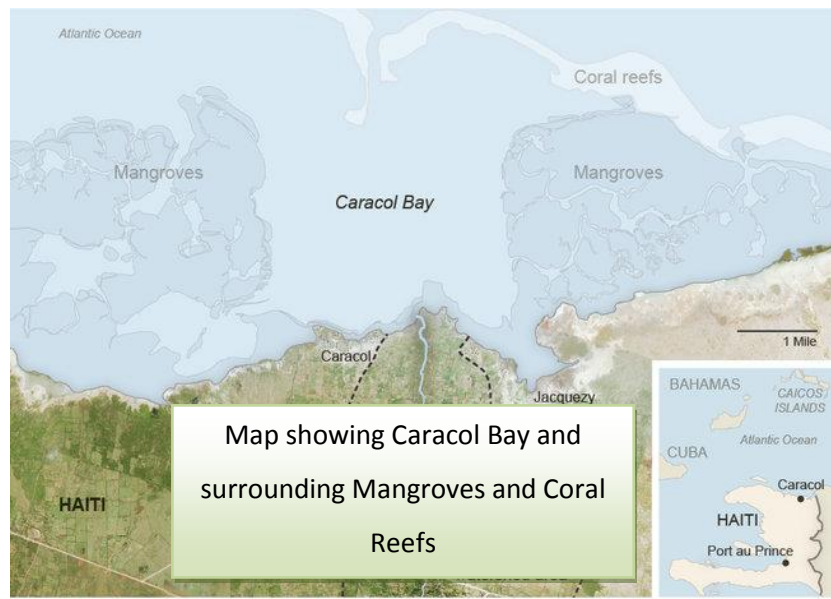 Atlantic Ocean
Coral reefs
Mangroves
Mangroves
Caracol Bay
1 Mile
Caracol
Jacquezy
Map showing Caracol Bay and
surrounding Mangroves and Coral
Reefs
HAITI
BAHAMAS
CAICOS
ISLANDS
Atlantic Ocean
CUBA
Caracol
HAITI
Port au Prince